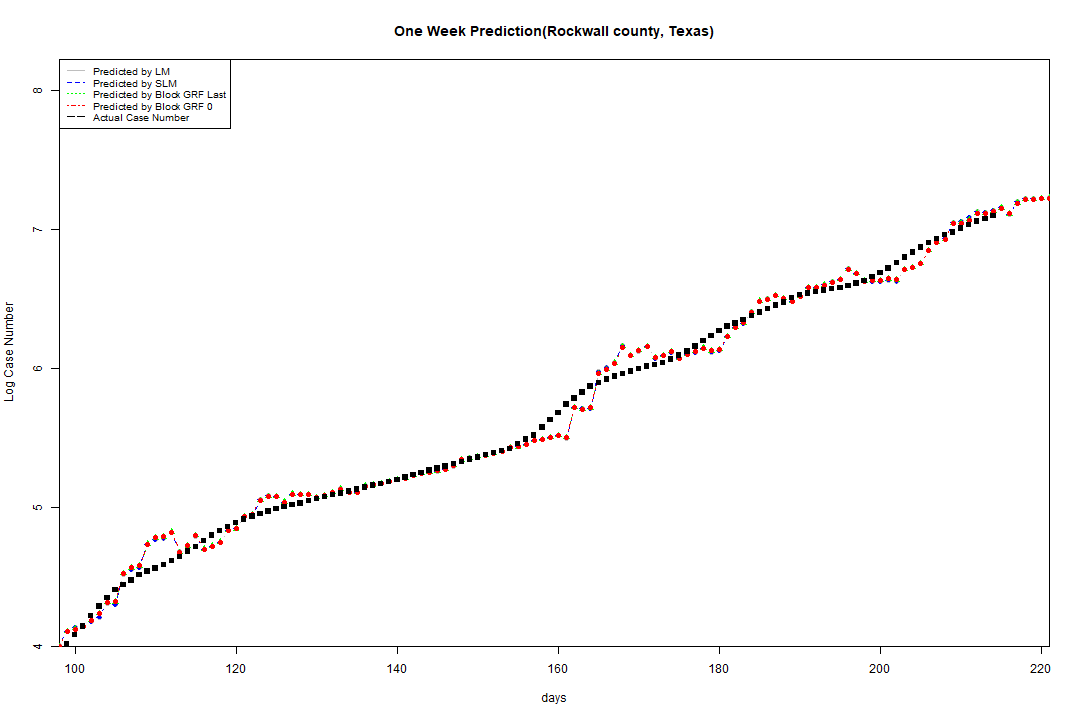 One Week Prediction(Rockwall county, Texas)
Predicted by LM
Predicted by SLM
Predicted by Block GRF Last
Predicted by Block GRF 0
Actual Case Number
8
7
6
5
4
Log Case Number
100 120 140 160 180 200 220
days